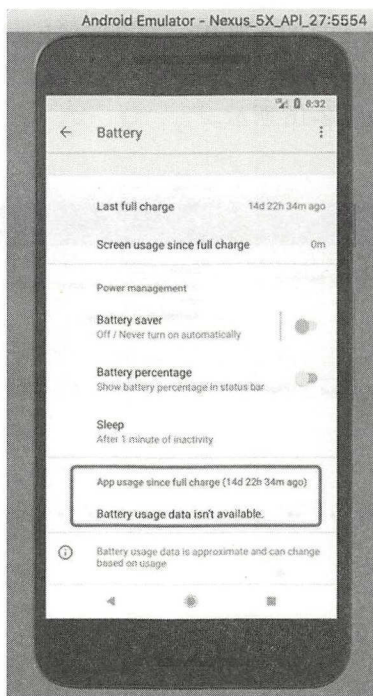 Android Emulator - Nexus_5X_API_27:5554
8:32
Battery
Last full charge 14d 22h 34m ago
Screen usage since full charge 0m
Power management
Battery saver
Off / Never turn on automatically
Battery percentage
Show battery percentage in status bar
Sleep
After 1 minute of inactivity
App usage since full charge (14d 22h 34m ago)
Battery usage data isn't available.
Battery usage data is approximate and can change
based on usage